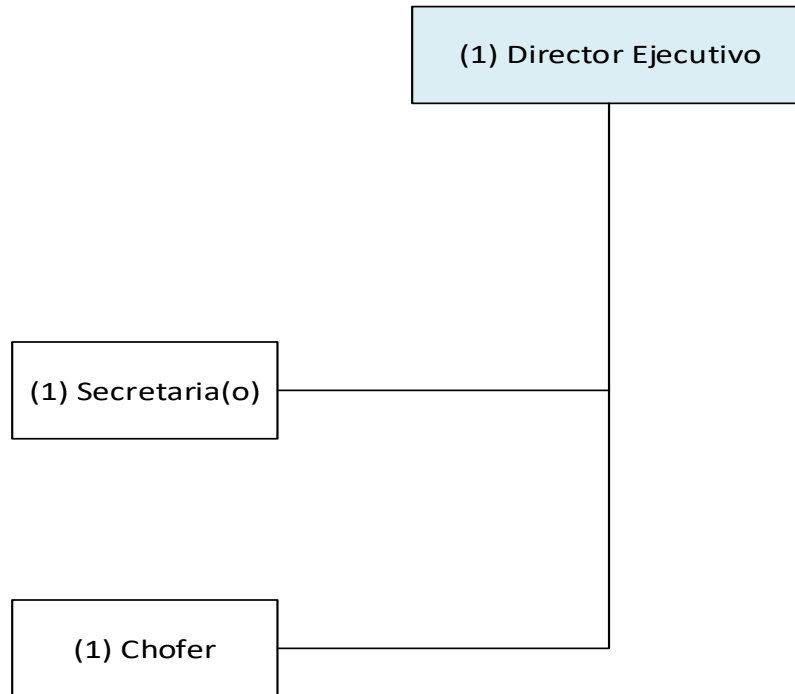 (1) Director Ejecutivo
(1) Secretaria(o)
(1) Chofer